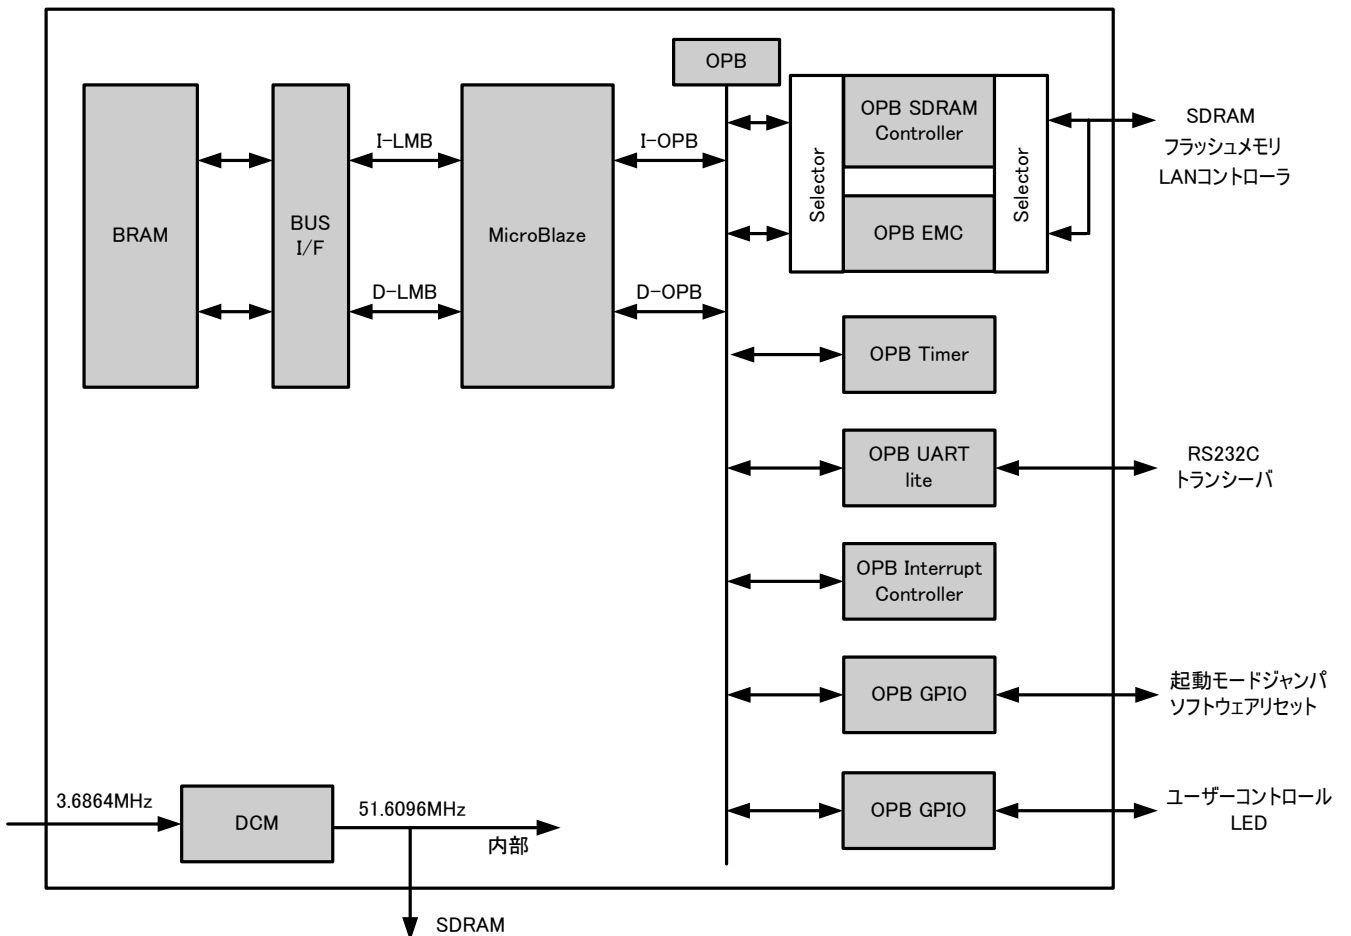 OPB
BRAM
BUS
I/F
I-LMB
D-LMB
MicroBlaze
I-OPB
D-OPB
Selector
OPB SDRAM
Controller
OPB EMC
Selector
SDRAM
フラッシュメモリ
LANコントローラ
OPB Timer
OPB UART
lite
RS232C
トランシーバ
OPB Interrupt
Controller
OPB GPIO
起動モードジャンパ
ソフトウェアリセット
OPB GPIO
ユーザーコントロール
LED
3.6864MHz
DCM
51.6096MHz
内部
SDRAM